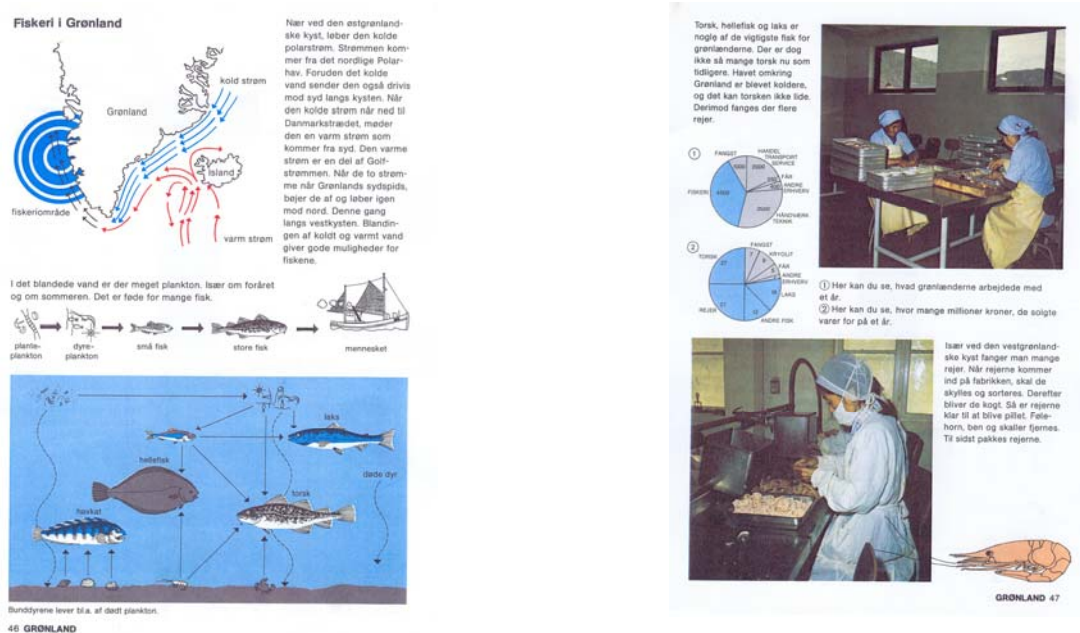 Fiskeri i Grønland
kold strøm
Grønland
Island
fiskeriområde
varm strøm
Nær ved den østgrønland-
ske kyst, løber den kolde
polarstrøm. Strømmen kom-
mer fra det nordlige Polar-
hav. Foruden det kolde
vand sender den også drivis
mod syd langs kysten. Når
den kolde strøm når ned til
Danmarkstrædet, møder
den en varm strøm som
kommer fra syd. Den varme
strøm er en del af Golf-
strømmen. Når de to strøm-
me når Grønlands sydspids,
bøjer de af og løber igen
mod nord. Denne gang
langs vestkysten. Blandin-
gen af koldt og varmt vand
giver gode muligheder for
fiskene.
I det blandede vand er der meget plankton. Især om foråret
og om sommeren. Det er føde for mange fisk.
plante-
plankton
dyre-
plankton
små fisk
store fisk
mennesket
laks
hellefisk
døde dyr
torsk
havkat
Bunddyrene lever bl.a. af dødt plankton.
46 GRØNLAND
Torsk, hellefisk og laks er
nogle af de vigtigste fisk for
grønlænderne. Der er dog
ikke så mange torsk nu som
tidligere. Havet omkring
Grønland er blevet koldere,
og det kan torsken ikke lide.
Derimod fanges der flere
rejer.
1
FANGST
HANDEL
TRANSPORT
SERVICE
FÅR
ANDRE
ERHVERV
FISKERI
HÅNDVÆRK
TEKNIK
2
FANGST
TORSK
KRYOLIT
FÅR
ANDRE
ERHVERV
LAKS
REJER
ANDRE FISK
1 Her kan du se, hvad grønlænderne arbejdede med
et år.
2 Her kan du se, hvor mange millioner kroner, de solgte
varer for på et år.
Især ved den vestgrønland-
ske kyst fanger man mange
rejer. Når rejerne kommer
ind på fabrikken, skal de
skylles og sorteres. Derefter
bliver de kogt. Så er rejerne
klar til at blive pillet. Føle-
horn, ben og skaller fjernes.
Til sidst pakkes rejerne.
GRØNLAND 47